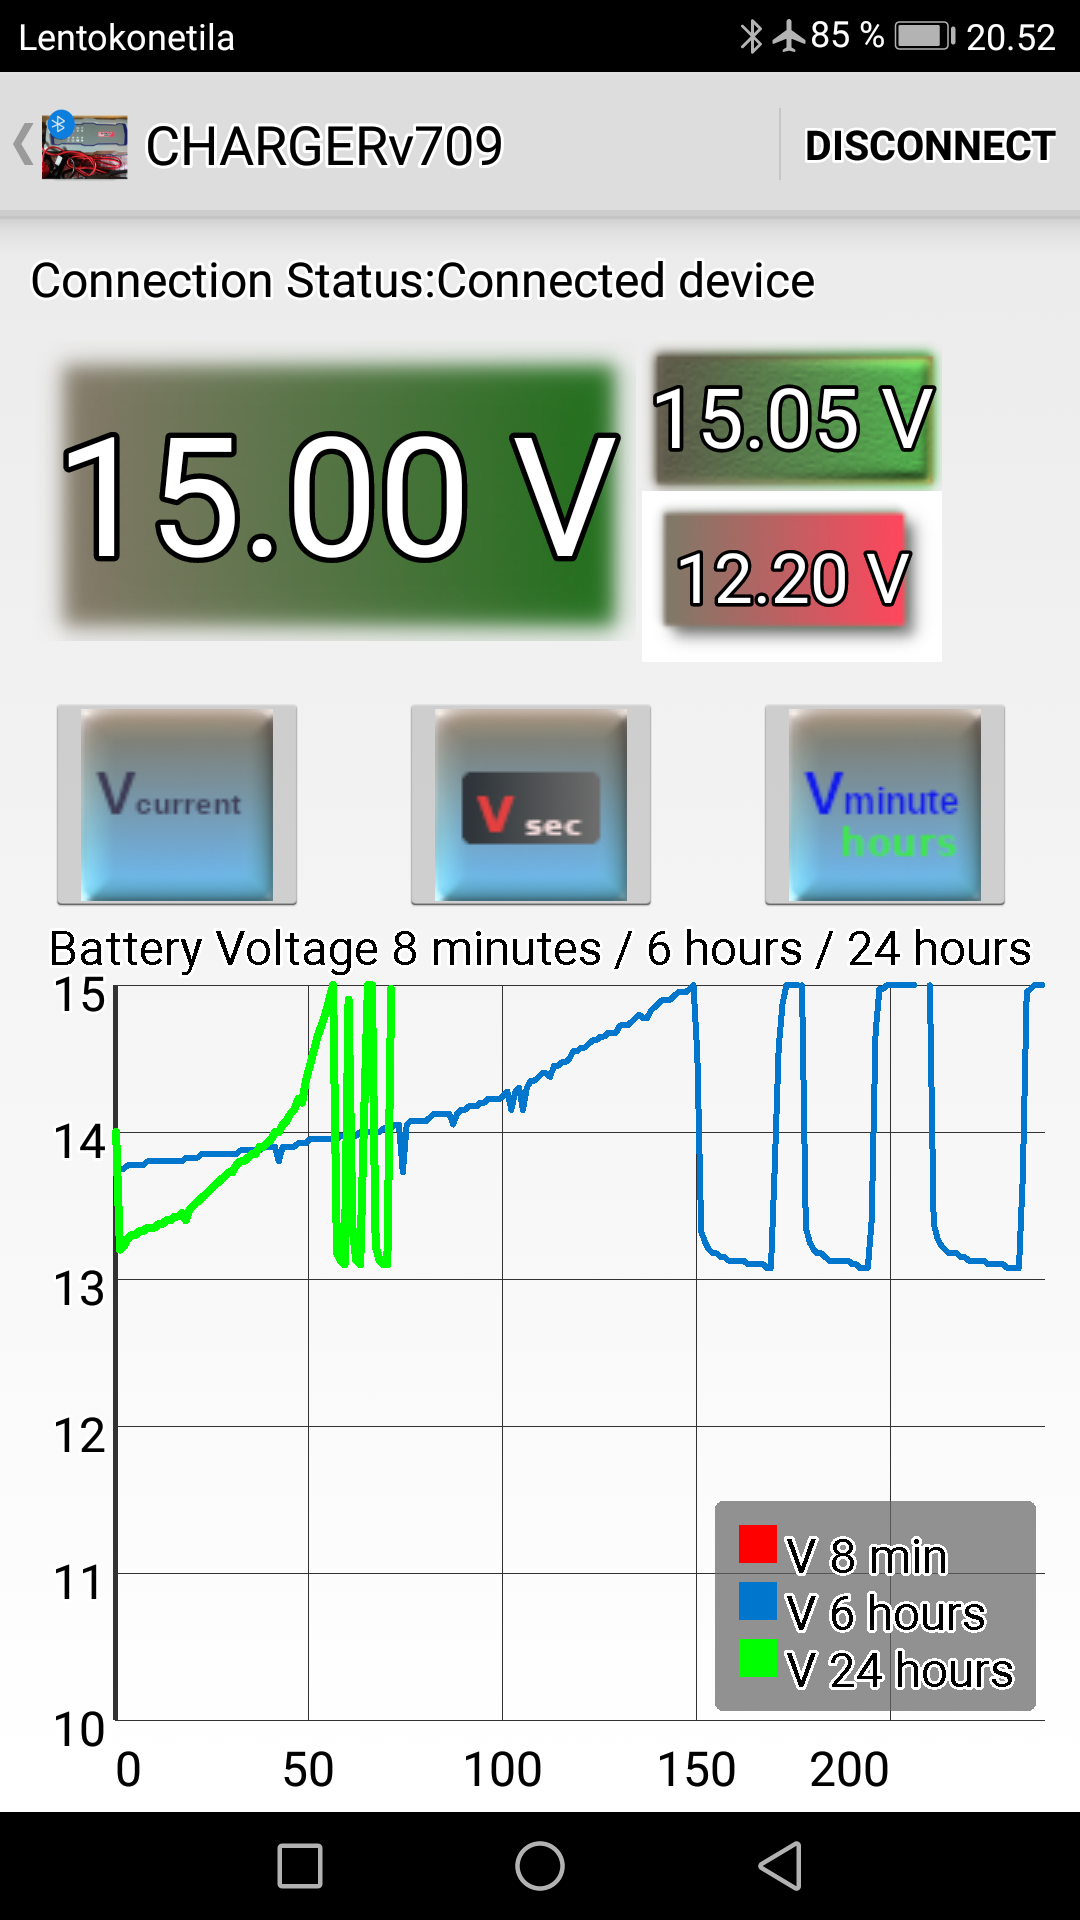 Lentokonetila 85 % 20.52
CHARGERv709 DISCONNECT
Connection Status:Connected device
15.00 V
15.05 V
12.20 V
Vcurrent
V sec
Vminute
hours
Battery Voltage 8 minutes / 6 hours / 24 hours
15
14
13
12
11
10
0 50 100 150 200
V 8 min
V 6 hours
V 24 hours